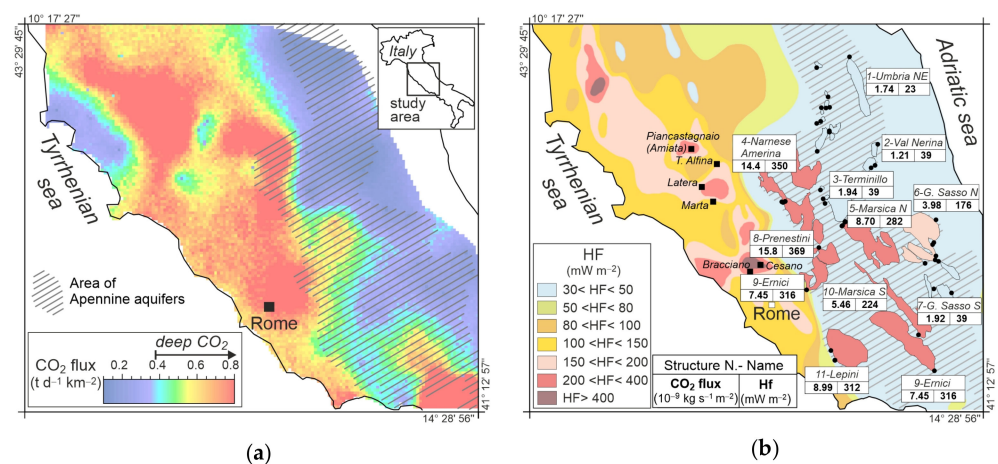 10° 17' 27"
43° 29' 45"
Italy
study
area
Tyrrhenian
sea
Area of
Apennine aquifers
Rome
deep CO2
CO2 flux
(t d-1 km-2)
0.2 0.4 0.6 0.8
41° 12' 57"
14° 28' 56"
(a)
10° 17' 27"
43° 29' 45"
Adriatic sea
1-Umbria NE
1.74 23
Piancastagnaio
(Amiata)
T. Alfina
4-Narnese
Amerina
14.4 350
2-Val Nerina
1.21 39
Tyrrhenian
sea
Latera
Marta
3-Terminillo
1.94 39
6-G. Sasso N
3.98 176
5-Marsica N
8.70 282
8-Prenestini
15.8 369
Bracciano
Cesano
9-Ernici
7.45 316
Rome
10-Marsica S
5.46 224
7-G. Sasso S
1.92 39
HF
(mW m-2)
30< HF< 50
50 <HF< 80
80 <HF< 100
100 <HF< 150
150 <HF< 200
200 <HF< 400
HF> 400
Structure N.- Name
CO2 flux Hf
(10-9 kg s-1 m-2) (mW m-2)
11-Lepini
8.99 312
9-Ernici
7.45 316
41° 12' 57"
14° 28' 56"
(b)